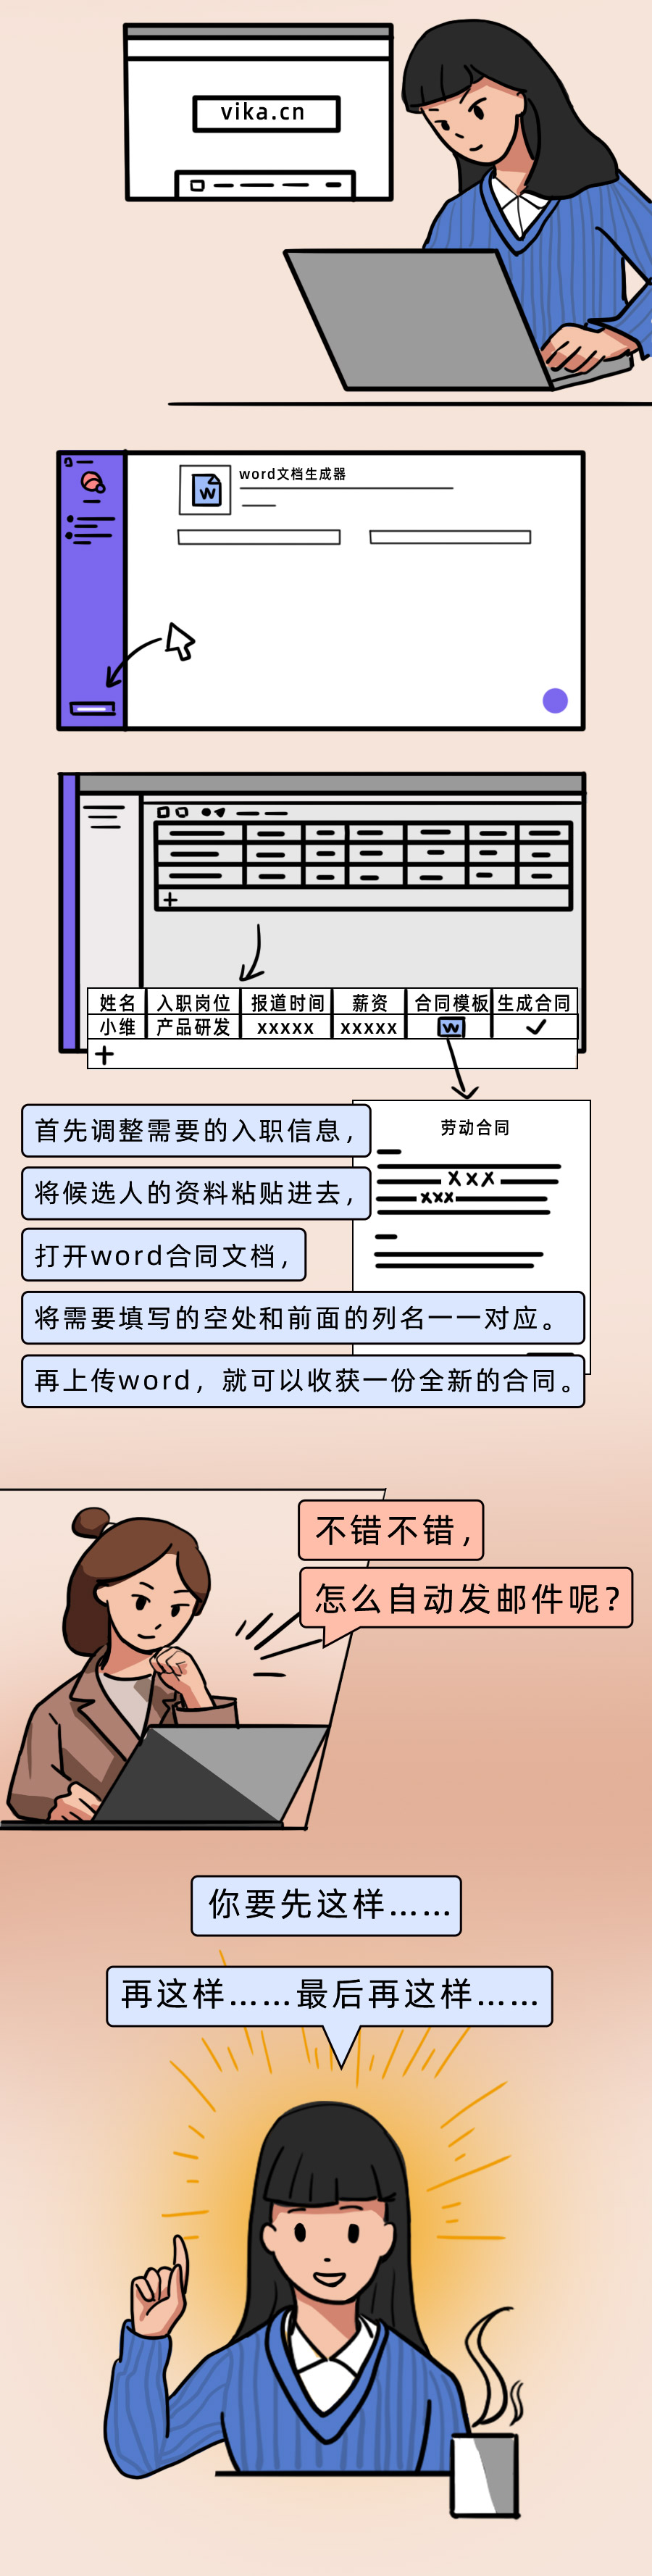 vika.cn
word文档生成器
W
姓名 入职岗位 报道时间 薪资 合同模板 生成合同
小维 产品研发 xxxxx xxxxx W
劳动合同
xxx
xxx
首先调整需要的入职信息，
将候选人的资料粘贴进去，
打开word合同文档，
将需要填写的空处和前面的列名一一对应。
再上传word，就可以收获一份全新的合同。
不错不错，
怎么自动发邮件呢？
你要先这样……
再这样……最后再这样……